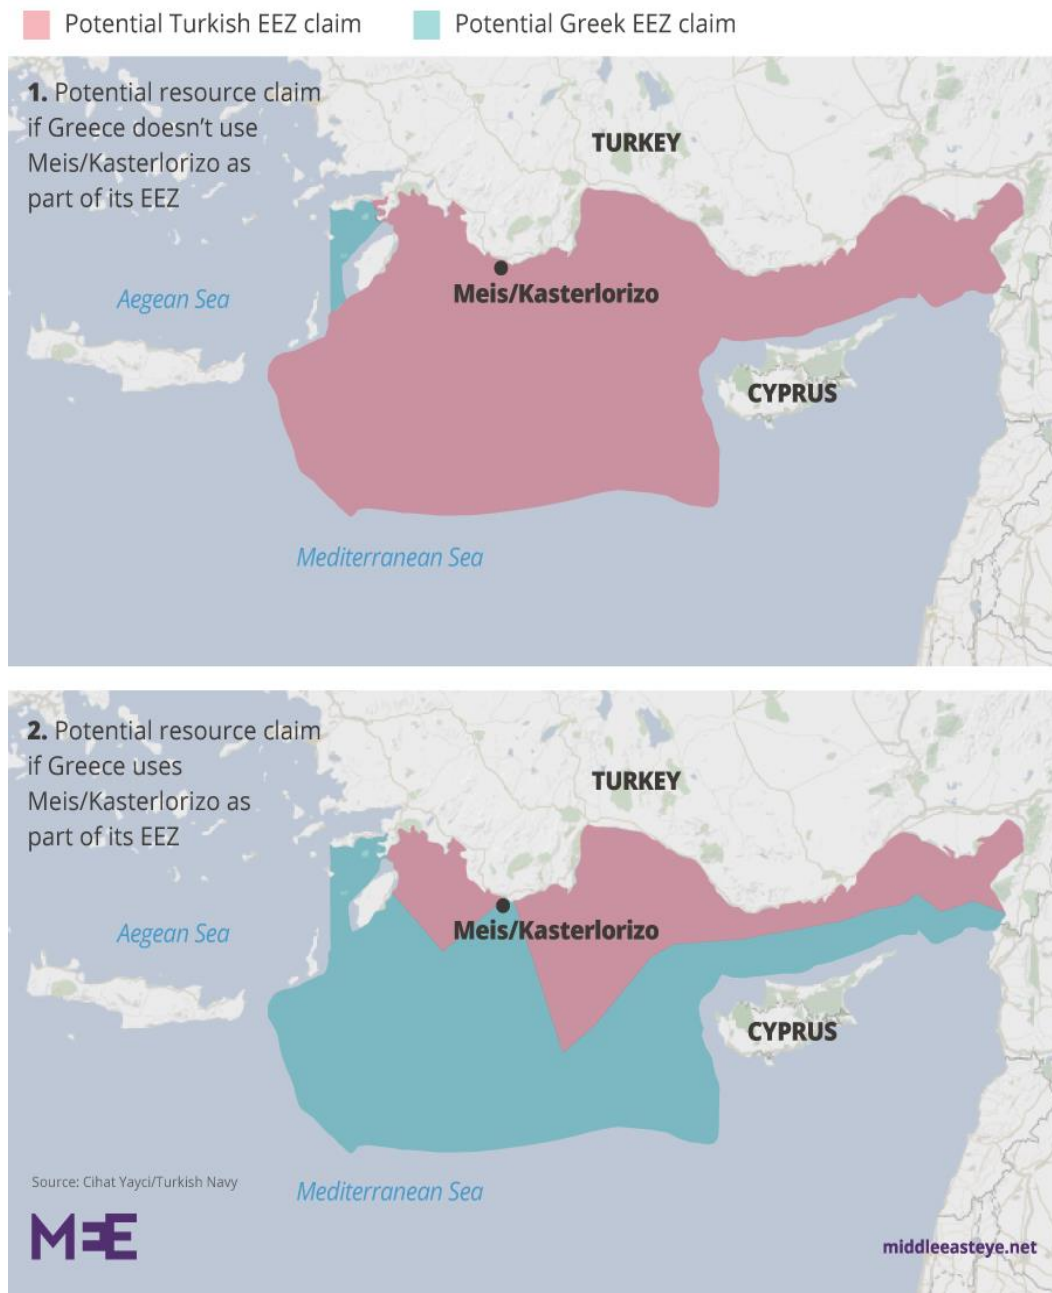 Potential Turkish EEZ claim
Potential Greek EEZ claim
1. Potential resource claim
if Greece doesn't use
Meis/Kasterlorizo as
part of its EEZ
TURKEY
Meis/Kasterlorizo
Aegean Sea
CYPRUS
Mediterranean Sea
2. Potential resource claim
if Greece uses
Meis/Kasterlorizo as
part of its EEZ
TURKEY
Meis/Kasterlorizo
Aegean Sea
CYPRUS
Source: Cihat Yayci/Turkish Navy
Mediterranean Sea
MEE
middleeasteye.net